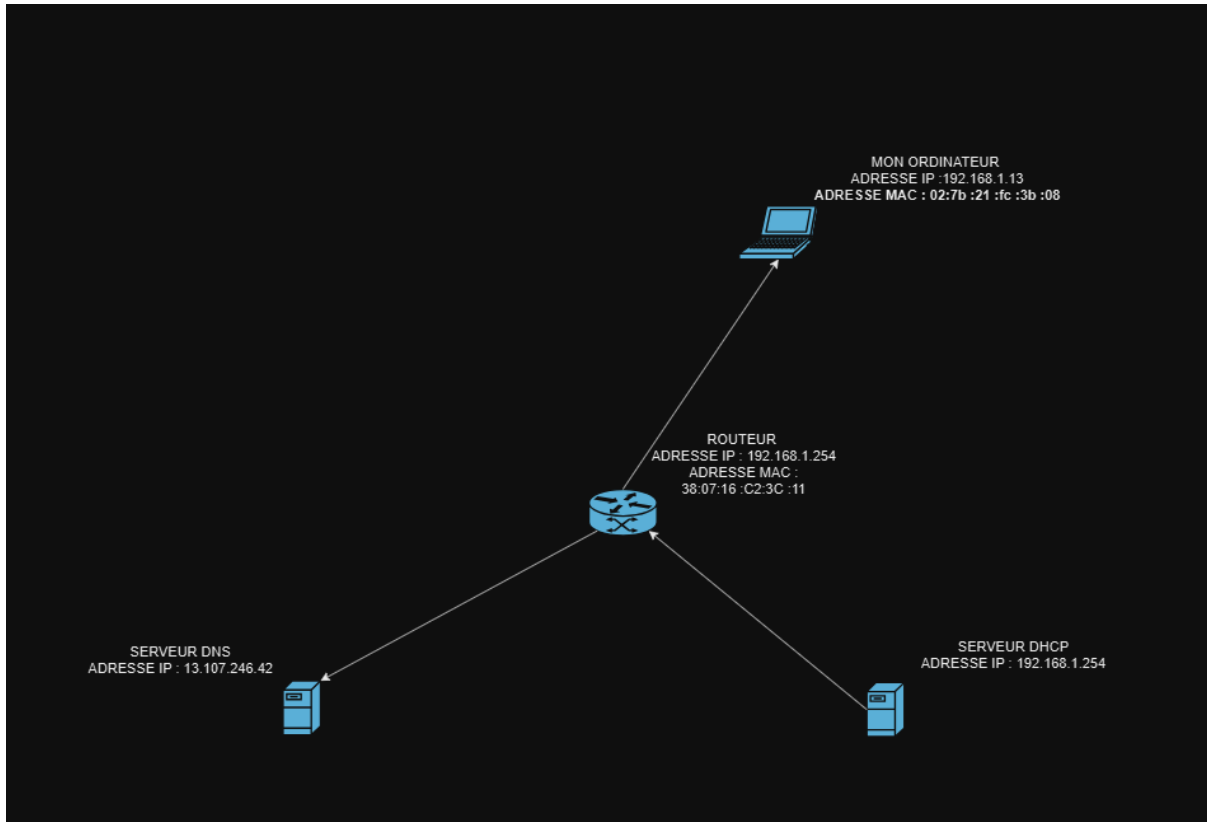 MON ORDINATEUR
ADRESSE IP :192.168.1.13
ADRESSE MAC : 02:7b :21 :fc :3b :08
ROUTEUR
ADRESSE IP : 192.168.1.254
ADRESSE MAC :
38:07:16 :C2:3C :11
SERVEUR DNS
ADRESSE IP : 13.107.246.42
SERVEUR DHCP
ADRESSE IP : 192.168.1.254